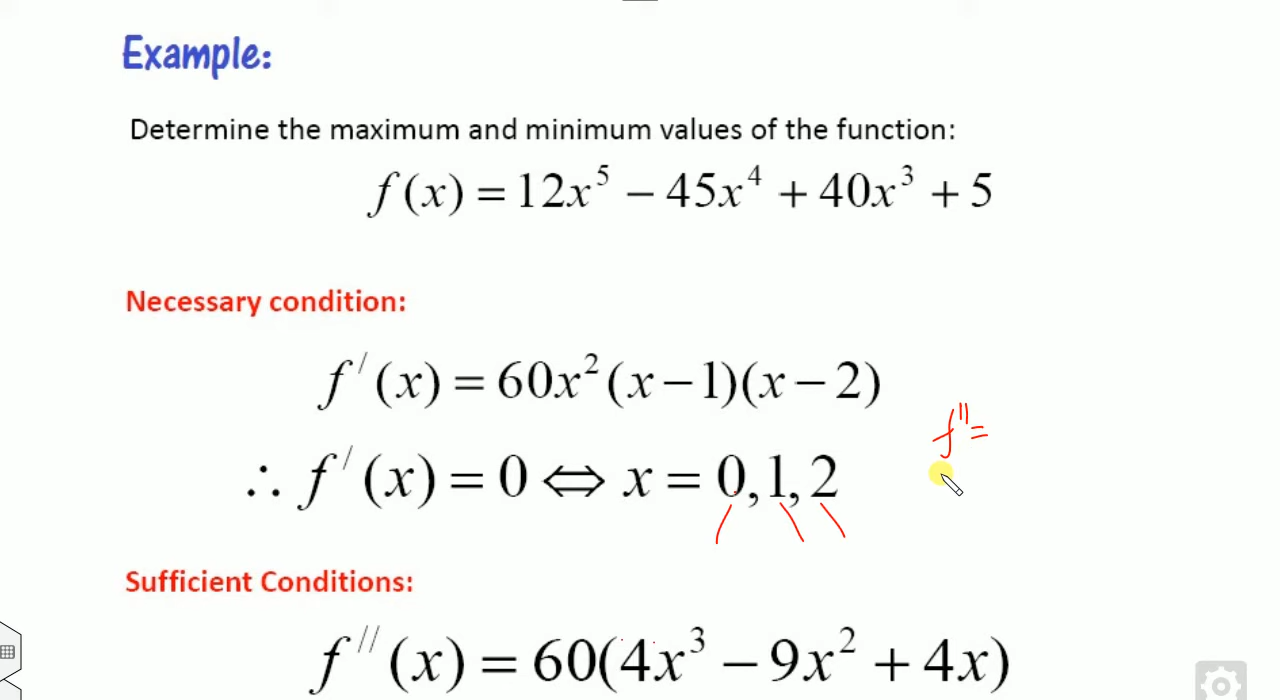 Example:
Determine the maximum and minimum values of the function:
f(x) = 12x⁵ − 45x⁴ + 40x³ + 5
Necessary condition:
f′(x) = 60x²(x−1)(x−2)
f″=
∴ f′(x) = 0 ⇔ x = 0,1,2
Sufficient Conditions:
f″(x) = 60(4x³ − 9x² + 4x)